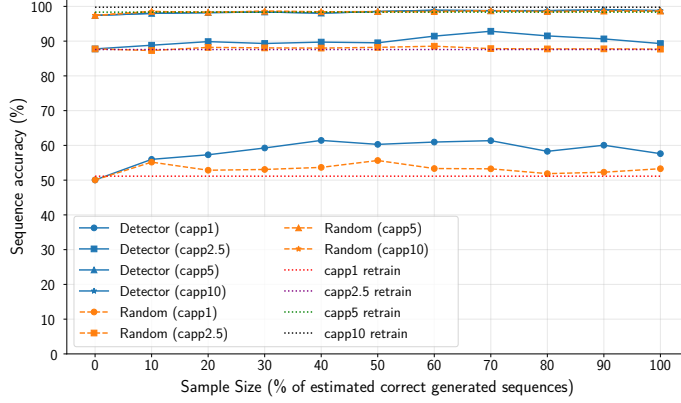 100
90
80
70
60
50
40
30
20
10
0
Sequence accuracy (%)
Detector (capp1)
Detector (capp2.5)
Detector (capp5)
Detector (capp10)
Random (capp1)
Random (capp2.5)
Random (capp5)
Random (capp10)
capp1 retrain
capp2.5 retrain
capp5 retrain
capp10 retrain
0 10 20 30 40 50 60 70 80 90 100
Sample Size (% of estimated correct generated sequences)